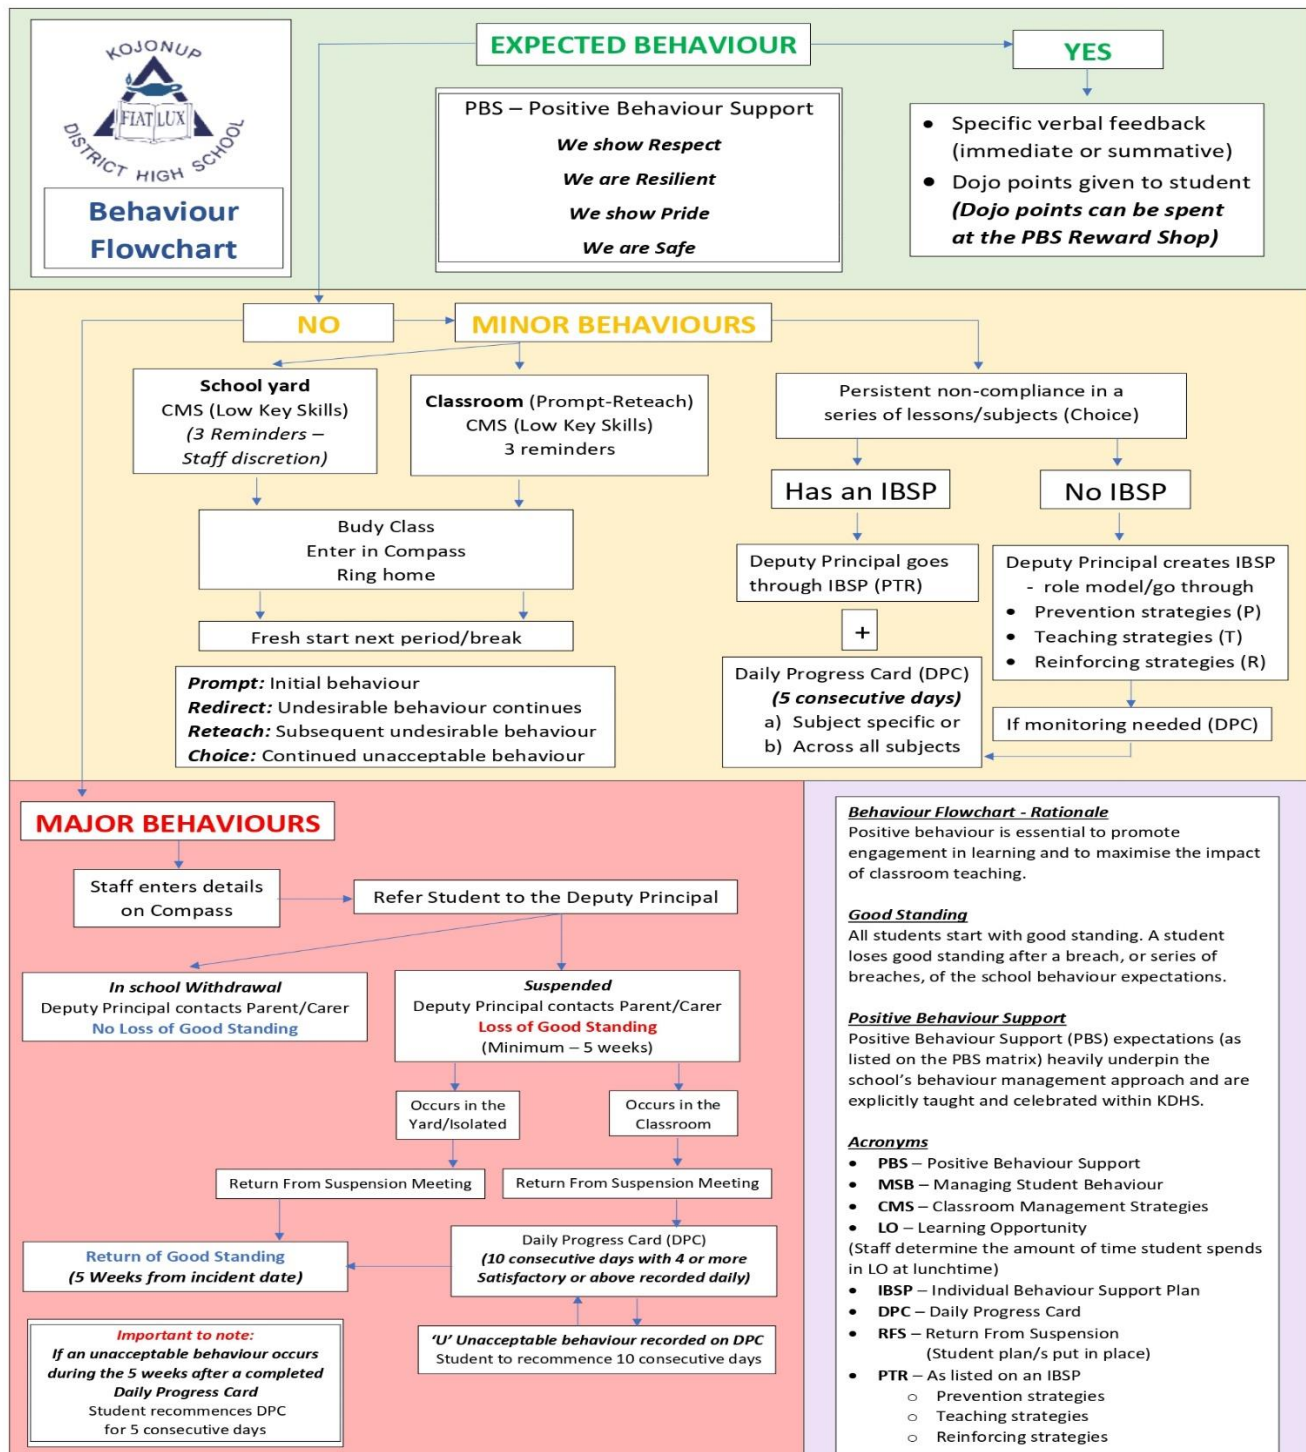 KOJONUP
FIAT LUX
DISTRICT HIGH SCHOOL
Behaviour
Flowchart
EXPECTED BEHAVIOUR
YES
PBS – Positive Behaviour Support
We show Respect
We are Resilient
We show Pride
We are Safe
• Specific verbal feedback
(immediate or summative)
• Dojo points given to student
(Dojo points can be spent
at the PBS Reward Shop)
NO
MINOR BEHAVIOURS
School yard
CMS (Low Key Skills)
(3 Reminders –
Staff discretion)
Classroom (Prompt-Reteach)
CMS (Low Key Skills)
3 reminders
Persistent non-compliance in a
series of lessons/subjects (Choice)
Has an IBSP
No IBSP
Budy Class
Enter in Compass
Ring home
Deputy Principal goes
through IBSP (PTR)
+
Deputy Principal creates IBSP
- role model/go through
• Prevention strategies (P)
• Teaching strategies (T)
• Reinforcing strategies (R)
Fresh start next period/break
Prompt: Initial behaviour
Redirect: Undesirable behaviour continues
Reteach: Subsequent undesirable behaviour
Choice: Continued unacceptable behaviour
Daily Progress Card (DPC)
(5 consecutive days)
a) Subject specific or
b) Across all subjects
If monitoring needed (DPC)
MAJOR BEHAVIOURS
Staff enters details
on Compass
Refer Student to the Deputy Principal
In school Withdrawal
Deputy Principal contacts Parent/Carer
No Loss of Good Standing
Suspended
Deputy Principal contacts Parent/Carer
Loss of Good Standing
(Minimum – 5 weeks)
Occurs in the
Yard/Isolated
Occurs in the
Classroom
Return From Suspension Meeting
Return From Suspension Meeting
Return of Good Standing
(5 Weeks from incident date)
Daily Progress Card (DPC)
(10 consecutive days with 4 or more
Satisfactory or above recorded daily)
'U' Unacceptable behaviour recorded on DPC
Student to recommence 10 consecutive days
Important to note:
If an unacceptable behaviour occurs
during the 5 weeks after a completed
Daily Progress Card
Student recommences DPC
for 5 consecutive days
Behaviour Flowchart - Rationale
Positive behaviour is essential to promote
engagement in learning and to maximise the impact
of classroom teaching.
Good Standing
All students start with good standing. A student
loses good standing after a breach, or series of
breaches, of the school behaviour expectations.
Positive Behaviour Support
Positive Behaviour Support (PBS) expectations (as
listed on the PBS matrix) heavily underpin the
school's behaviour management approach and are
explicitly taught and celebrated within KDHS.
Acronyms
• PBS – Positive Behaviour Support
• MSB – Managing Student Behaviour
• CMS – Classroom Management Strategies
• LO – Learning Opportunity
(Staff determine the amount of time student spends
in LO at lunchtime)
• IBSP – Individual Behaviour Support Plan
• DPC – Daily Progress Card
• RFS – Return From Suspension
(Student plan/s put in place)
• PTR – As listed on an IBSP
o Prevention strategies
o Teaching strategies
o Reinforcing strategies